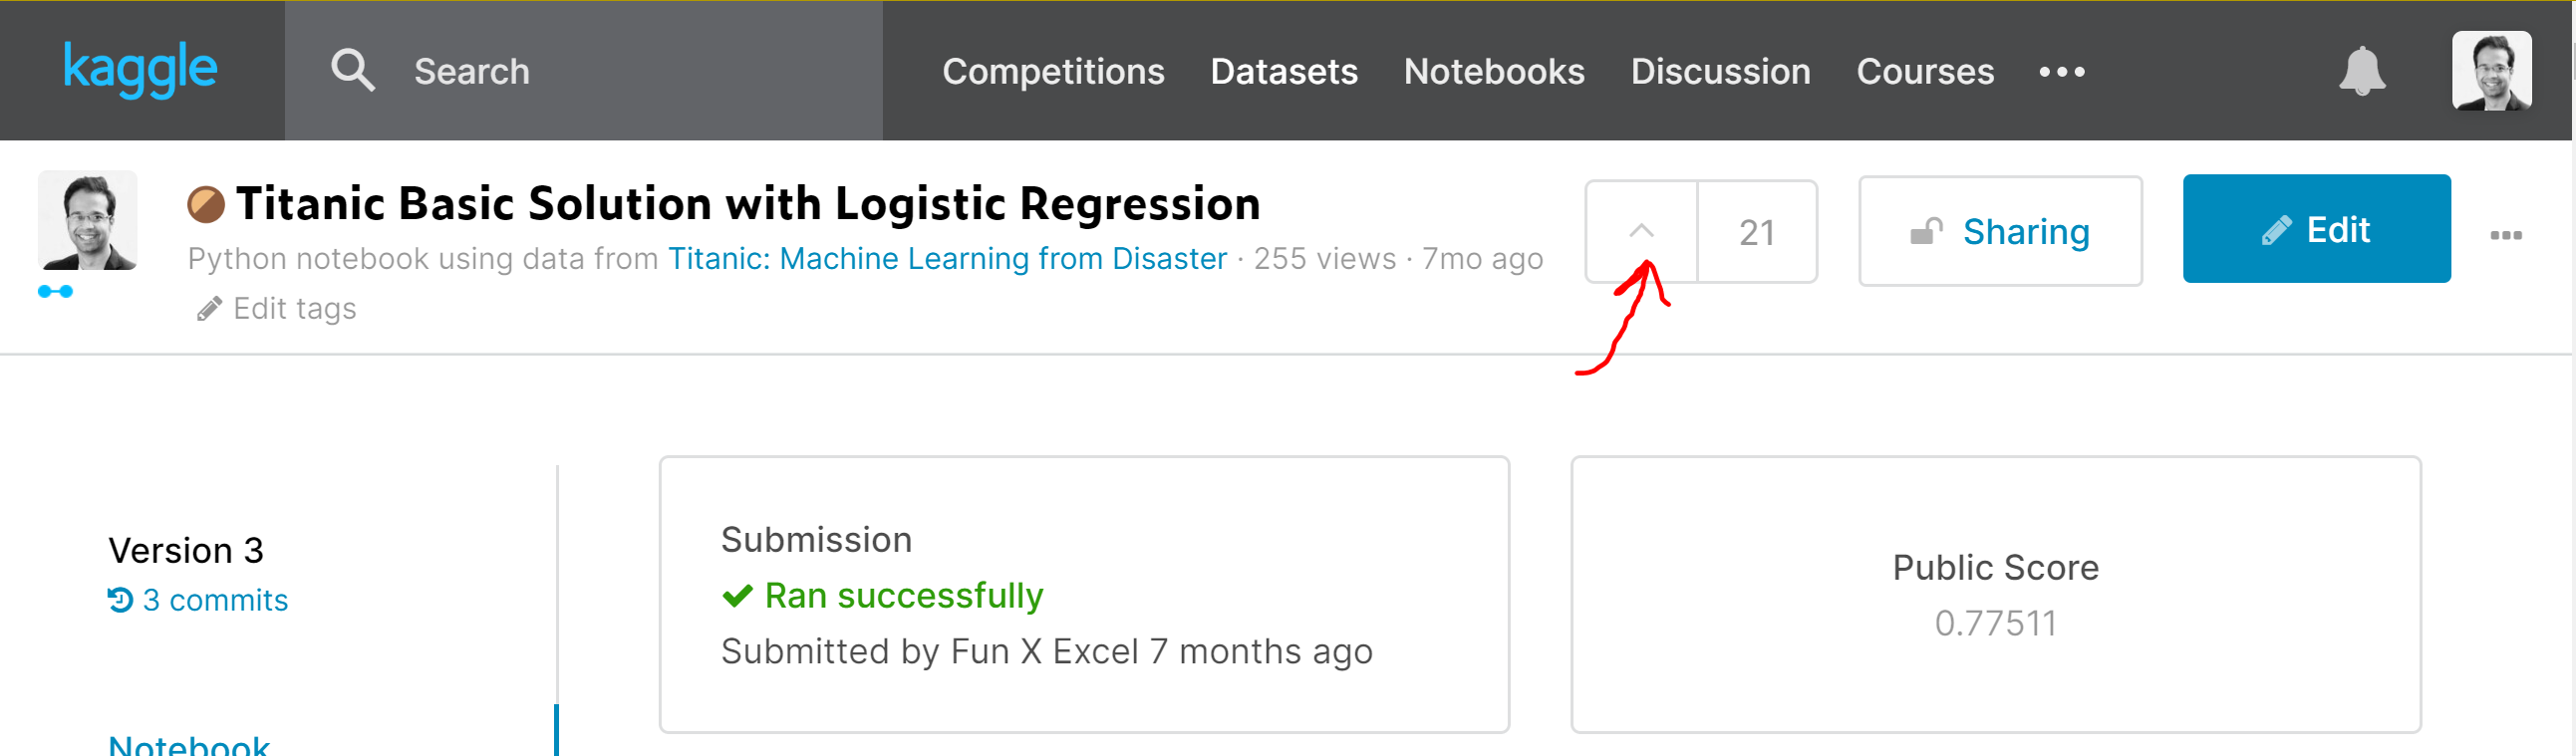 kaggle Search Competitions Datasets Notebooks Discussion Courses
Titanic Basic Solution with Logistic Regression
21 Sharing Edit
Python notebook using data from Titanic: Machine Learning from Disaster · 255 views · 7mo ago
Edit tags
Version 3
3 commits
Notebook
Submission
Ran successfully
Submitted by Fun X Excel 7 months ago
Public Score
0.77511